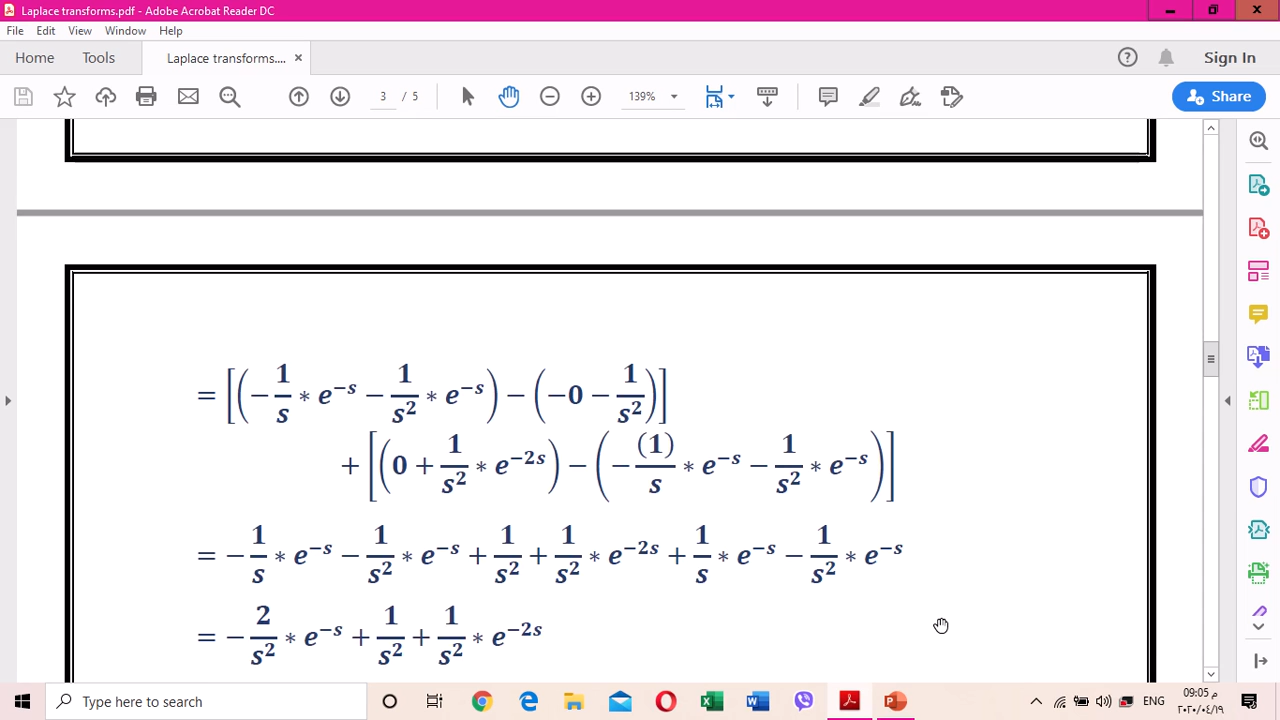 Laplace transforms.pdf - Adobe Acrobat Reader DC
File Edit View Window Help
Home Tools Laplace transforms.... × Sign In
3 / 5 139% Share
= [(−1/s * e^{−s} − 1/s² * e^{−s}) − (−0 − 1/s²)]
+ [(0 + 1/s² * e^{−2s}) − (−(1)/s * e^{−s} − 1/s² * e^{−s})]
= −1/s * e^{−s} − 1/s² * e^{−s} + 1/s² + 1/s² * e^{−2s} + 1/s * e^{−s} − 1/s² * e^{−s}
= −2/s² * e^{−s} + 1/s² + 1/s² * e^{−2s}
Type here to search ENG 09:05 م
٢٠٢٠/٠٤/١٩